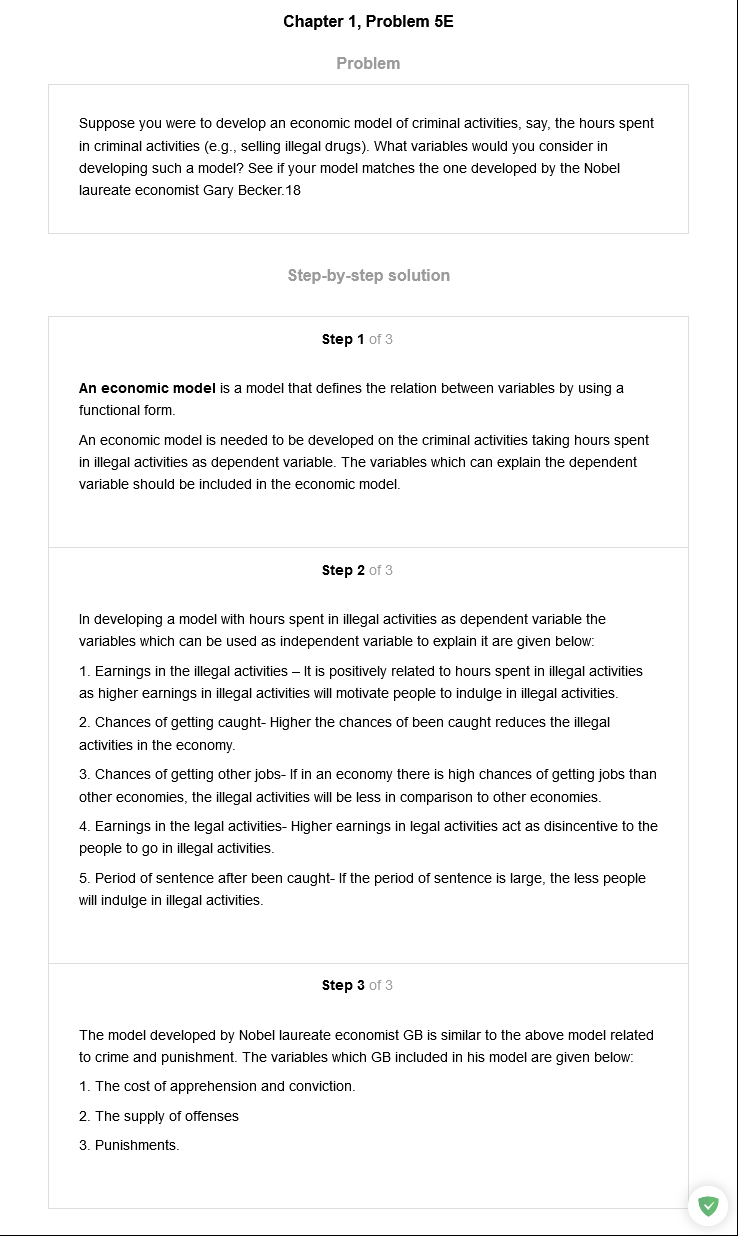 Chapter 1, Problem 5E
Problem
Suppose you were to develop an economic model of criminal activities, say, the hours spent
in criminal activities (e.g., selling illegal drugs). What variables would you consider in
developing such a model? See if your model matches the one developed by the Nobel
laureate economist Gary Becker.18
Step-by-step solution
Step 1 of 3
An economic model is a model that defines the relation between variables by using a
functional form.
An economic model is needed to be developed on the criminal activities taking hours spent
in illegal activities as dependent variable. The variables which can explain the dependent
variable should be included in the economic model.
Step 2 of 3
In developing a model with hours spent in illegal activities as dependent variable the
variables which can be used as independent variable to explain it are given below:
1. Earnings in the illegal activities – It is positively related to hours spent in illegal activities
as higher earnings in illegal activities will motivate people to indulge in illegal activities.
2. Chances of getting caught- Higher the chances of been caught reduces the illegal
activities in the economy.
3. Chances of getting other jobs- If in an economy there is high chances of getting jobs than
other economies, the illegal activities will be less in comparison to other economies.
4. Earnings in the legal activities- Higher earnings in legal activities act as disincentive to the
people to go in illegal activities.
5. Period of sentence after been caught- If the period of sentence is large, the less people
will indulge in illegal activities.
Step 3 of 3
The model developed by Nobel laureate economist GB is similar to the above model related
to crime and punishment. The variables which GB included in his model are given below:
1. The cost of apprehension and conviction.
2. The supply of offenses
3. Punishments.